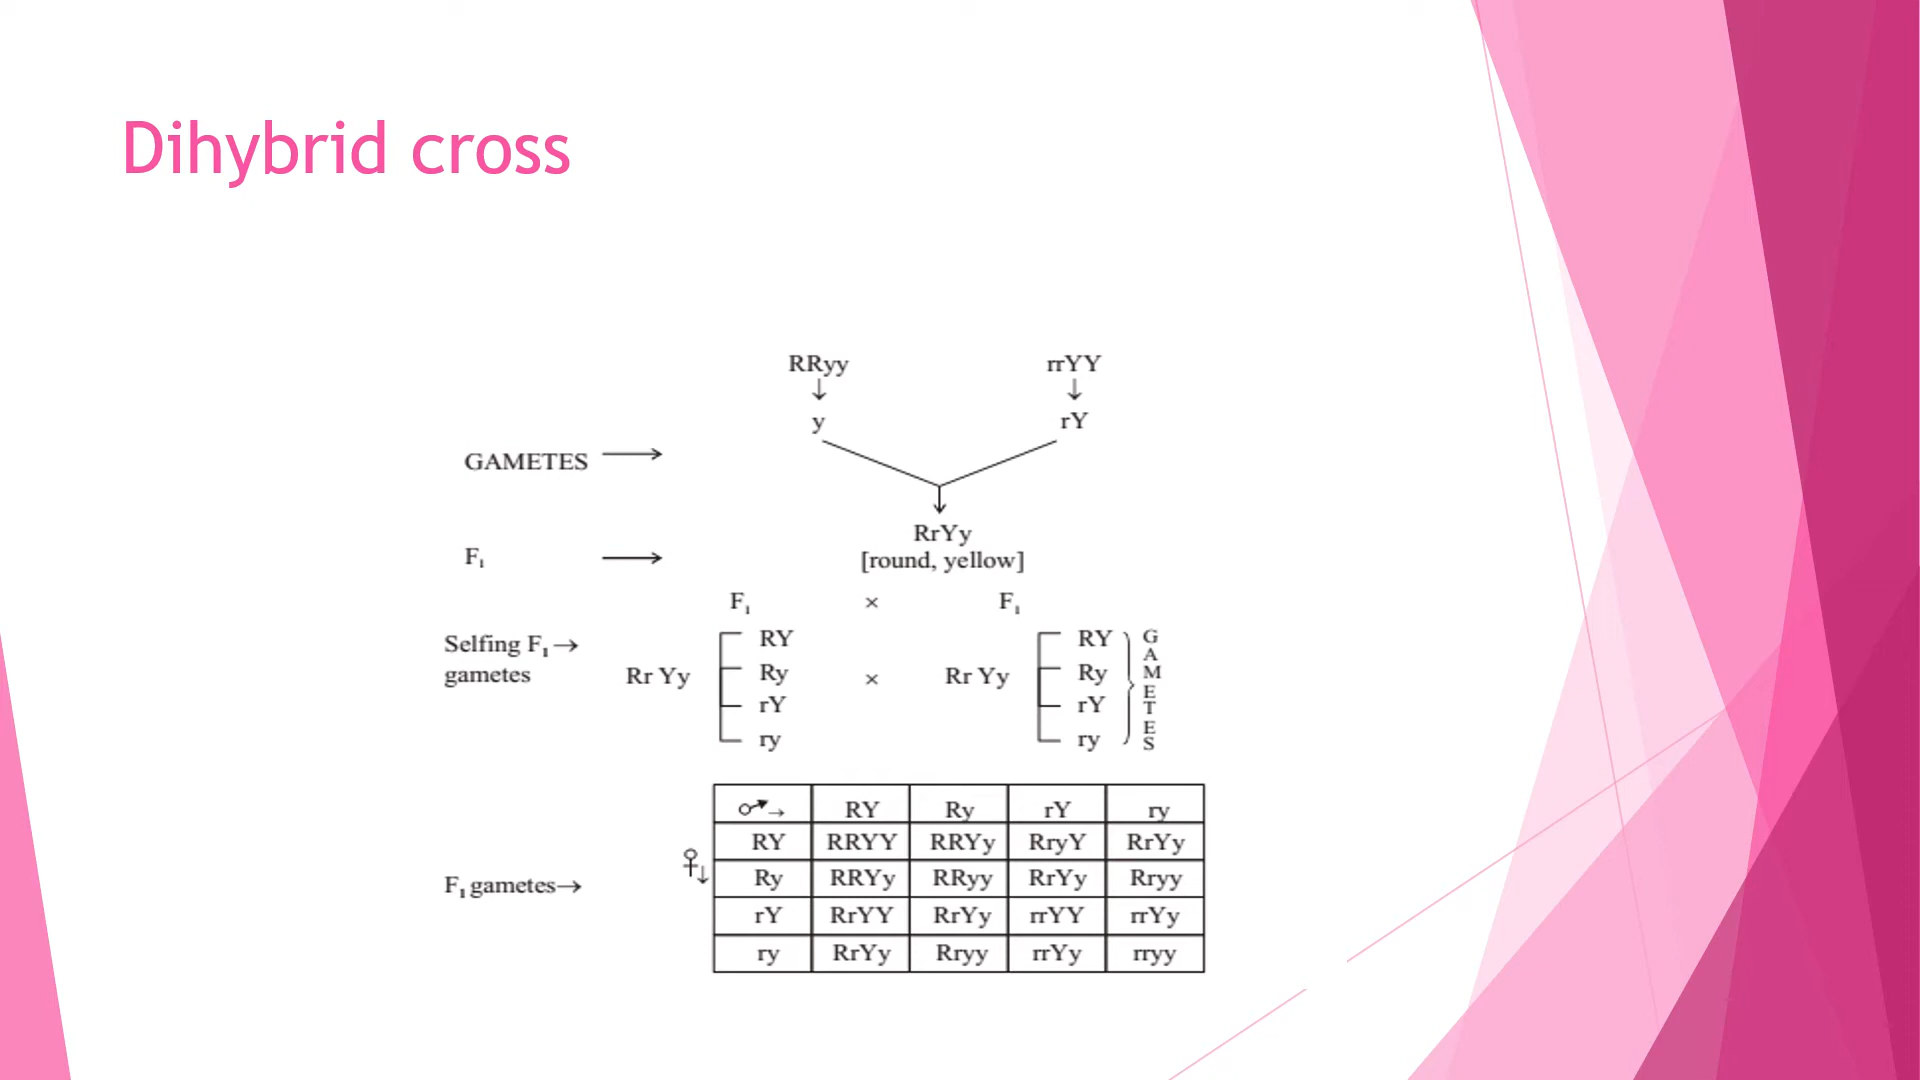 Dihybrid cross
RRyy rrYY
↓ ↓
y rY
GAMETES →
RrYy
F₁ → [round, yellow]
F₁ × F₁
RY RY
Selfing F₁→
gametes Rr Yy Ry × Rr Yy Ry
rY rY
ry ry
GAMETES
♂→ RY Ry rY ry
♀↓ RY RRYY RRYy RryY RrYy
Ry RRYy RRyy RrYy Rryy
F₁ gametes→
rY RrYY RrYy rrYY rrYy
ry RrYy Rryy rrYy rryy